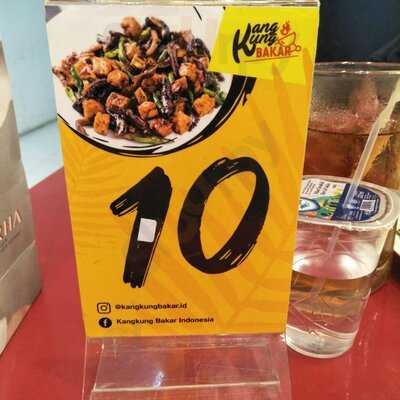 Kang
Kung
BAKAR
10
@kangkungbakar.id
Kangkung Bakar Indonesia